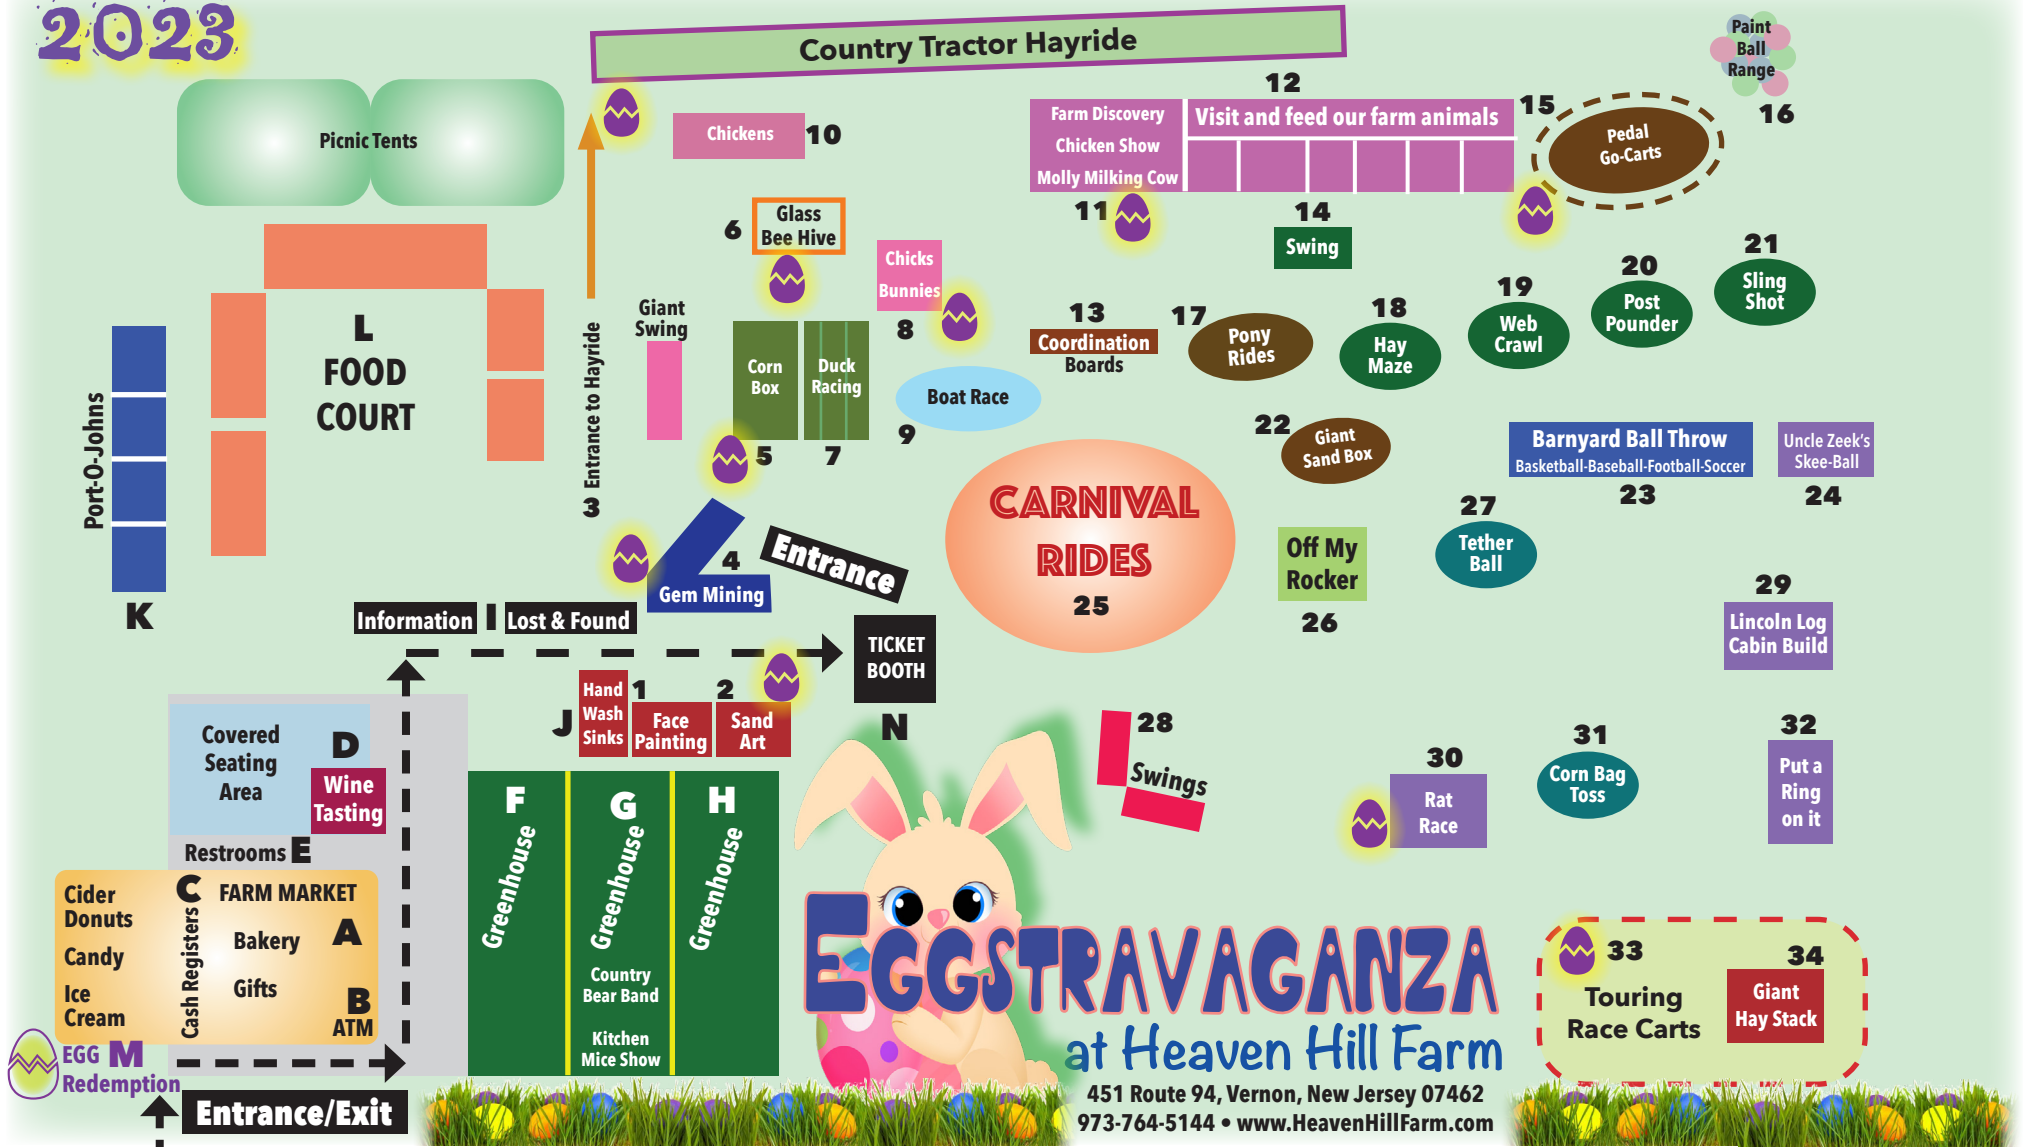 2023
Country Tractor Hayride
Paint
Ball
Range
16
Picnic Tents
Chickens
10
12
Farm Discovery
Chicken Show
Molly Milking Cow
11
Visit and feed our farm animals
15
Pedal
Go-Carts
6
Glass
Bee Hive
Chicks
Bunnies
8
14
Swing
13
Coordination
Boards
17
Pony
Rides
18
Hay
Maze
19
Web
Crawl
20
Post
Pounder
21
Sling
Shot
Giant
Swing
Corn
Box
5
Duck
Racing
7
Boat Race
9
3 Entrance to Hayride
L
FOOD
COURT
Port-O-Johns
K
22
Giant
Sand Box
Barnyard Ball Throw
Basketball-Baseball-Football-Soccer
23
Uncle Zeek's
Skee-Ball
24
CARNIVAL
RIDES
25
Off My
Rocker
26
27
Tether
Ball
4
Gem Mining
Entrance
Information I Lost & Found
TICKET
BOOTH
N
29
Lincoln Log
Cabin Build
J
Hand
Wash
Sinks
1
Face
Painting
2
Sand
Art
Covered
Seating
Area
D
Wine
Tasting
Restrooms E
28
Swings
30
Rat
Race
31
Corn Bag
Toss
32
Put a
Ring
on it
F
Greenhouse
G
Greenhouse
Country
Bear Band
Kitchen
Mice Show
H
Greenhouse
Cider
Donuts
Candy
Ice
Cream
C
Cash Registers
FARM MARKET
Bakery
Gifts
A
B
ATM
EGG M
Redemption
Entrance/Exit
EGGSTRAVAGANZA
at Heaven Hill Farm
451 Route 94, Vernon, New Jersey 07462
973-764-5144 • www.HeavenHillFarm.com
33
Touring
Race Carts
34
Giant
Hay Stack